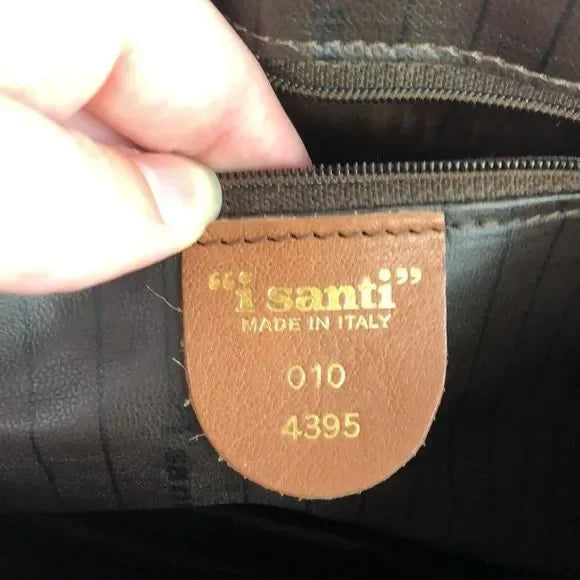 “i santi”
MADE IN ITALY
010
4395